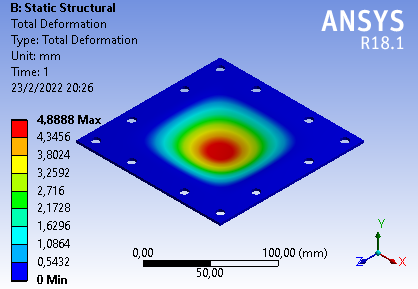 B: Static Structural
Total Deformation
Type: Total Deformation
Unit: mm
Time: 1
23/2/2022 20:26
ANSYS
R18.1
4,8888 Max
4,3456
3,8024
3,2592
2,716
2,1728
1,6296
1,0864
0,5432
0 Min
0,00 100,00 (mm)
50,00
Y
Z X